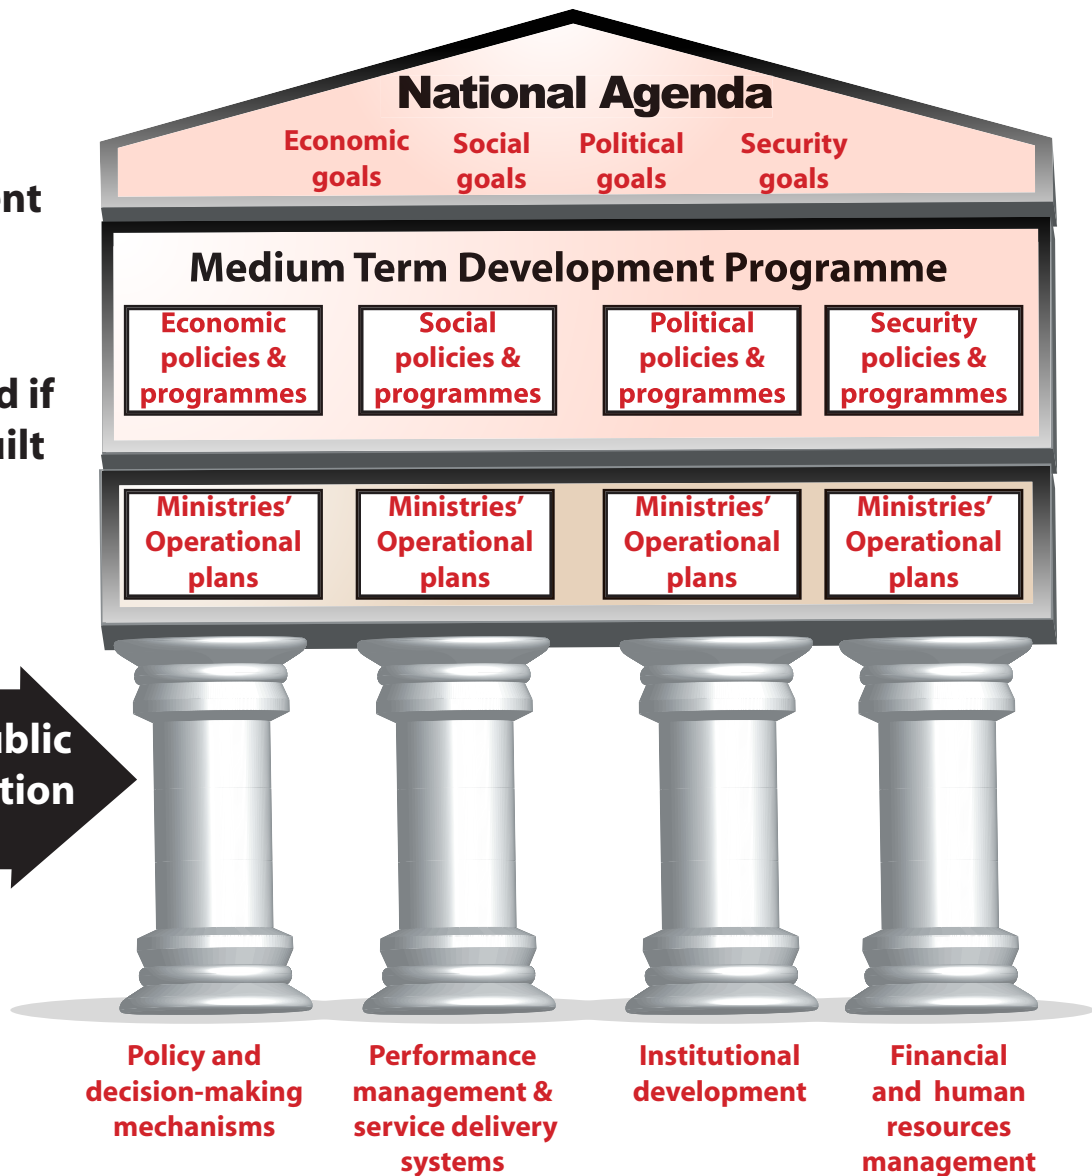 National Agenda
Economic goals
Social goals
Political goals
Security goals
Medium Term Development Programme
Economic
policies &
programmes
Social
policies &
programmes
Political
policies &
programmes
Security
policies &
programmes
Ministries'
Operational
plans
Ministries'
Operational
plans
Ministries'
Operational
plans
Ministries'
Operational
plans
d if
Policy and
decision-making
mechanisms
Performance
management &
service delivery
systems
Institutional
development
Financial
and human
resources
management